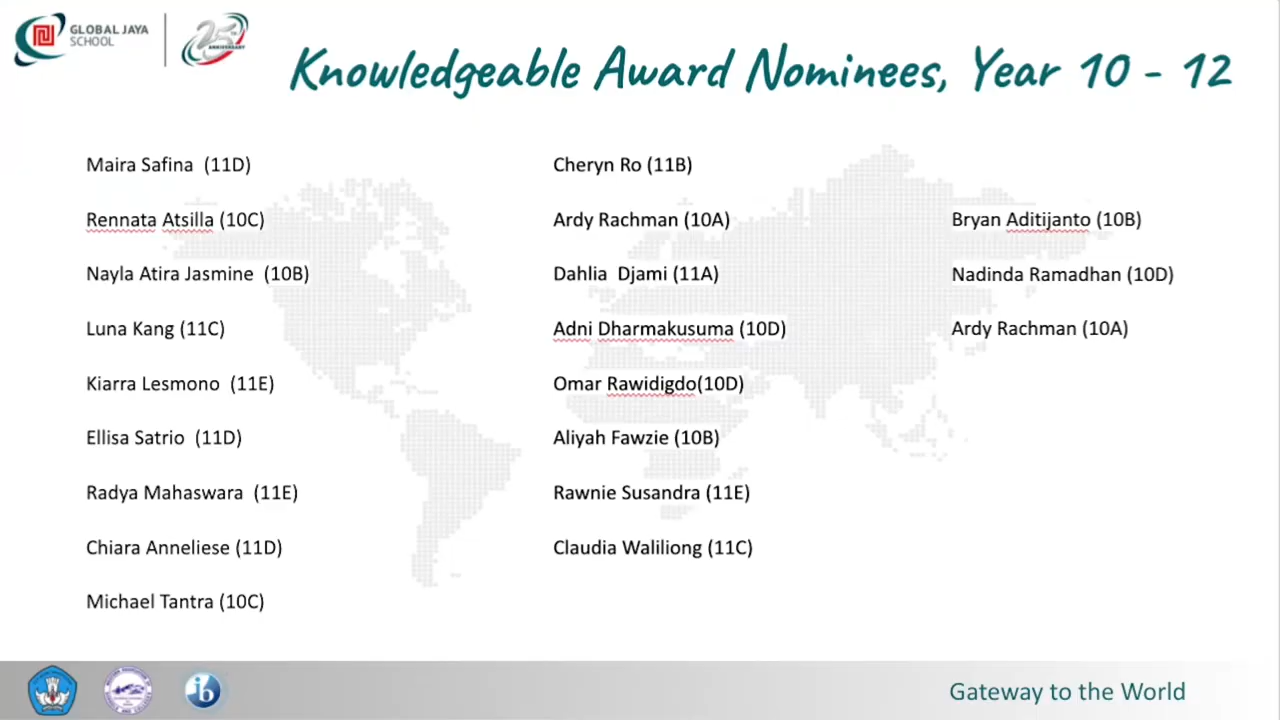 GLOBAL JAYA
SCHOOL
25th
ANNIVERSARY
Knowledgeable Award Nominees, Year 10 - 12
Maira Safina  (11D)
Rennata Atsilla (10C)
Nayla Atira Jasmine  (10B)
Luna Kang (11C)
Kiarra Lesmono  (11E)
Ellisa Satrio  (11D)
Radya Mahaswara  (11E)
Chiara Anneliese (11D)
Michael Tantra (10C)
Cheryn Ro (11B)
Ardy Rachman (10A)
Dahlia  Djami (11A)
Adni Dharmakusuma (10D)
Omar Rawidigdo(10D)
Aliyah Fawzie (10B)
Rawnie Susandra (11E)
Claudia Waliliong (11C)
Bryan Aditijanto (10B)
Nadinda Ramadhan (10D)
Ardy Rachman (10A)
ib
Gateway to the World